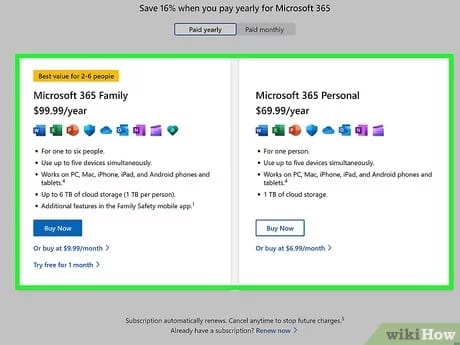 Save 16% when you pay yearly for Microsoft 365
Paid yearly Paid monthly
Best value for 2-6 people
Microsoft 365 Family
$99.99/year
• For one to six people.
• Use up to five devices simultaneously.
• Works on PC, Mac, iPhone, iPad, and Android phones and
tablets.4
• Up to 6 TB of cloud storage (1 TB per person).
• Additional features in the Family Safety mobile app.1
Buy Now
Or buy at $9.99/month >
Try free for 1 month >
Microsoft 365 Personal
$69.99/year
• For one person.
• Use up to five devices simultaneously.
• Works on PC, Mac, iPhone, iPad, and Android phones and
tablets.4
• 1 TB cloud storage.
Buy Now
Or buy at $6.99/month >
Subscription automatically renews. Cancel anytime to stop future charges.5
Already have a subscription? Renew now >
wikiHow